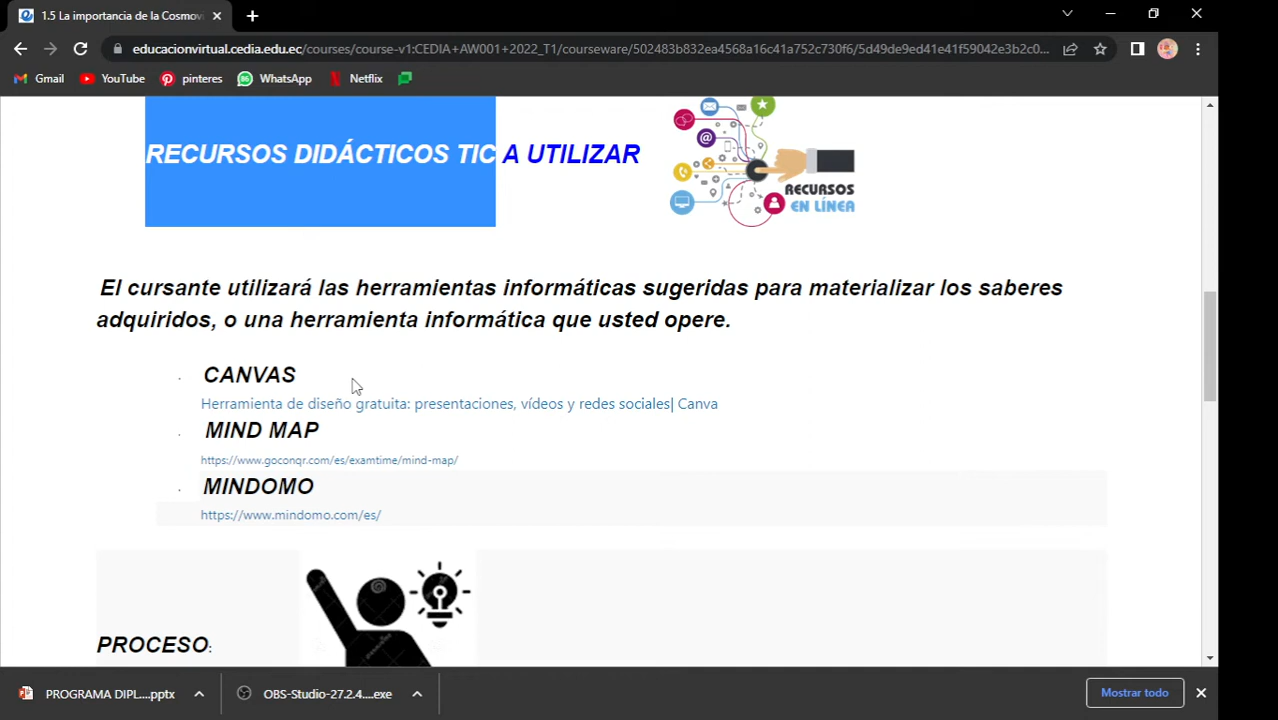 1.5 La importancia de la Cosmovi
educacionvirtual.cedia.edu.ec/courses/course-v1:CEDIA+AW001+2022_T1/courseware/502483b832ea4568a16c41a752c730f6/5d49de9ed41e41f59042e3b2c0...
Gmail
YouTube
pinteres
WhatsApp
Netflix
RECURSOS DIDÁCTICOS TIC A UTILIZAR
RECURSOS
EN LÍNEA
El cursante utilizará las herramientas informáticas sugeridas para materializar los saberes
adquiridos, o una herramienta informática que usted opere.
· CANVAS
Herramienta de diseño gratuita: presentaciones, vídeos y redes sociales| Canva
· MIND MAP
https://www.goconqr.com/es/examtime/mind-map/
· MINDOMO
https://www.mindomo.com/es/
PROCESO:
PROGRAMA DIPL....pptx
OBS-Studio-27.2.4....exe
Mostrar todo